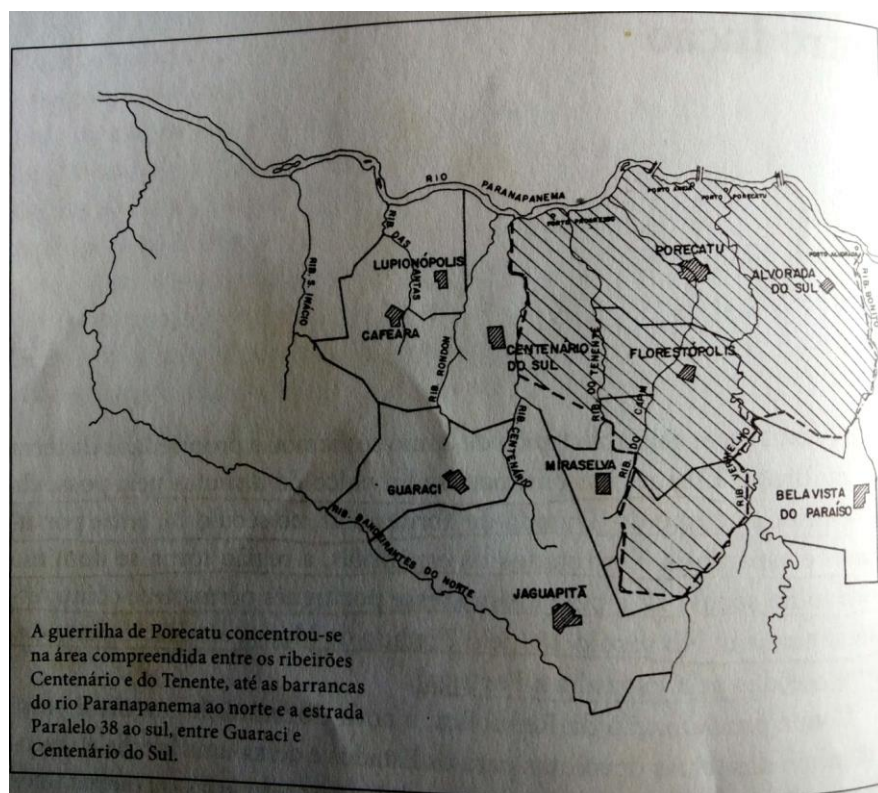 RIO PARANAPANEMA
PORTO AREIA
PORTO PORECATU
PORTO ALVORADA
RIB. S. INÁCIO
RIB. DAS ANTAS
LUPIONÓPOLIS
CAFEARA
RIB. RONDON
CENTENÁRIO
DO SUL
RIB. CENTENÁRIO
RIB. DO TENENTE
PORECATU
ALVORADA
DO SUL
RIB. BONITO
FLORESTÓPOLIS
RIB. DO CAPIM
RIB. VERMELHO
MIRASELVA
GUARACI
BELA VISTA
DO PARAÍSO
RIB. BANDEIRANTES DO NORTE
JAGUAPITÃ
A guerrilha de Porecatu concentrou-se
na área compreendida entre os ribeirões
Centenário e do Tenente, até as barrancas
do rio Paranapanema ao norte e a estrada
Paralelo 38 ao sul, entre Guaraci e
Centenário do Sul.